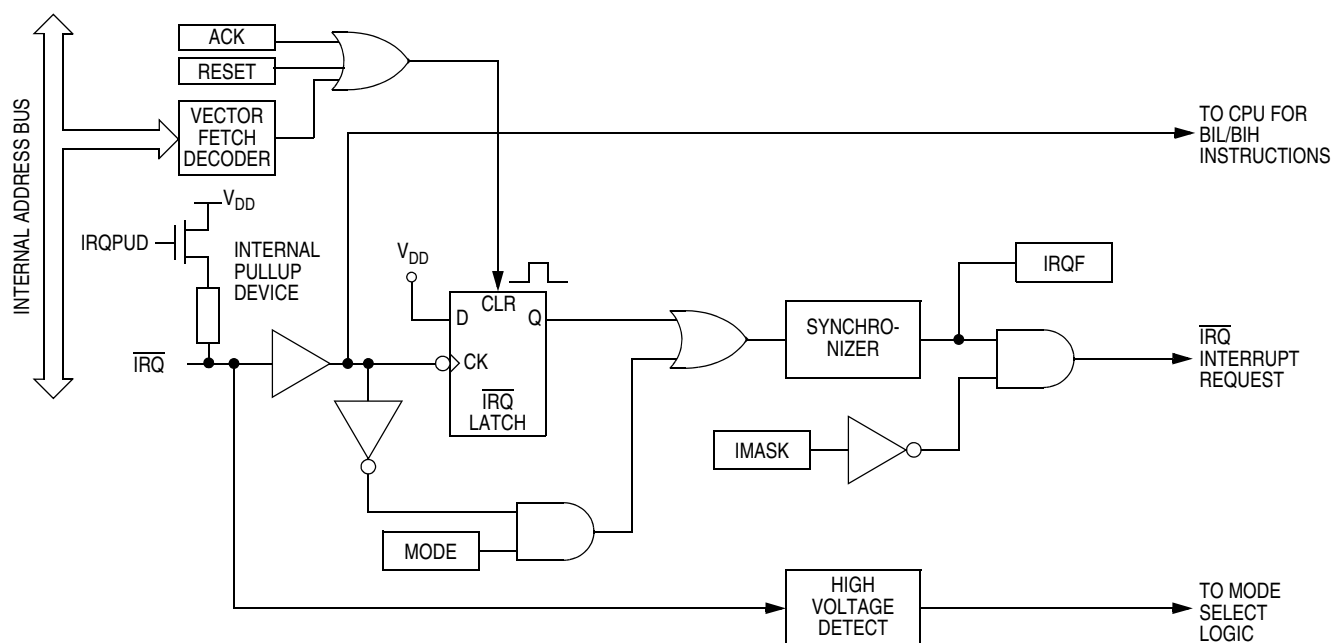 INTERNAL ADDRESS BUS
ACK
RESET
VECTOR
FETCH
DECODER
TO CPU FOR
BIL/BIH
INSTRUCTIONS
VDD
IRQPUD
INTERNAL
PULLUP
DEVICE
VDD
CLR
D
Q
CK
IRQ
LATCH
IRQ
SYNCHRO-
NIZER
IRQF
IRQ
INTERRUPT
REQUEST
IMASK
MODE
HIGH
VOLTAGE
DETECT
TO MODE
SELECT
LOGIC